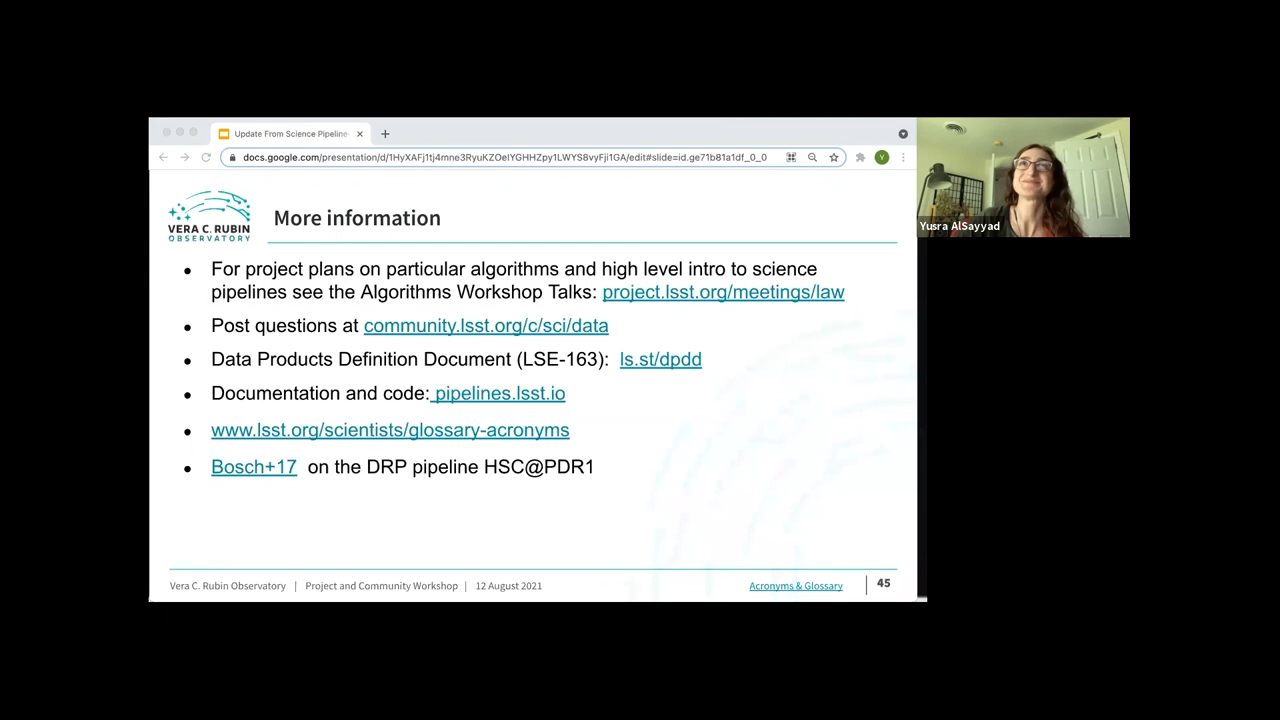 Update From Science Pipeline
docs.google.com/presentation/d/1HyXAFj1tj4mne3RyuKZOeIYGHHZpy1LWYS8vyFji1GA/edit#slide=id.ge71b81a1df_0_0
V
VERA C. RUBIN
OBSERVATORY
More information
Yusra AlSayyad
• For project plans on particular algorithms and high level intro to science
pipelines see the Algorithms Workshop Talks: project.lsst.org/meetings/law
• Post questions at community.lsst.org/c/sci/data
• Data Products Definition Document (LSE-163): ls.st/dpdd
• Documentation and code: pipelines.lsst.io
• www.lsst.org/scientists/glossary-acronyms
• Bosch+17 on the DRP pipeline HSC@PDR1
Vera C. Rubin Observatory | Project and Community Workshop | 12 August 2021
Acronyms & Glossary
45